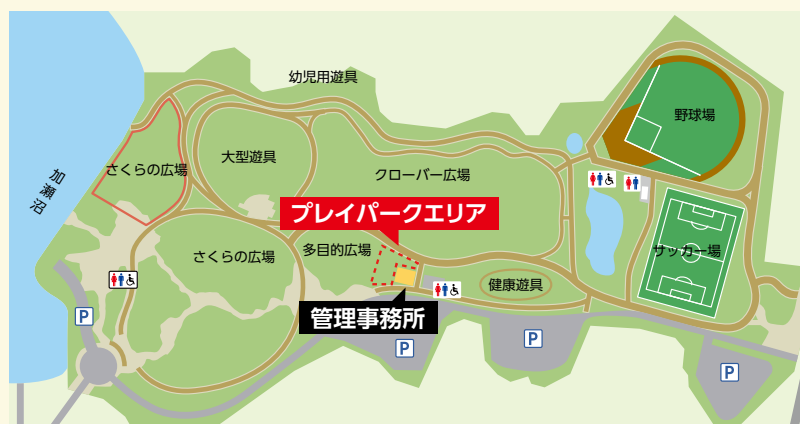 幼児用遊具
野球場
大型遊具
さくらの広場
クローバー広場
加瀬沼
プレイパークエリア
サッカー場
多目的広場
さくらの広場
健康遊具
管理事務所
P
P
P
P